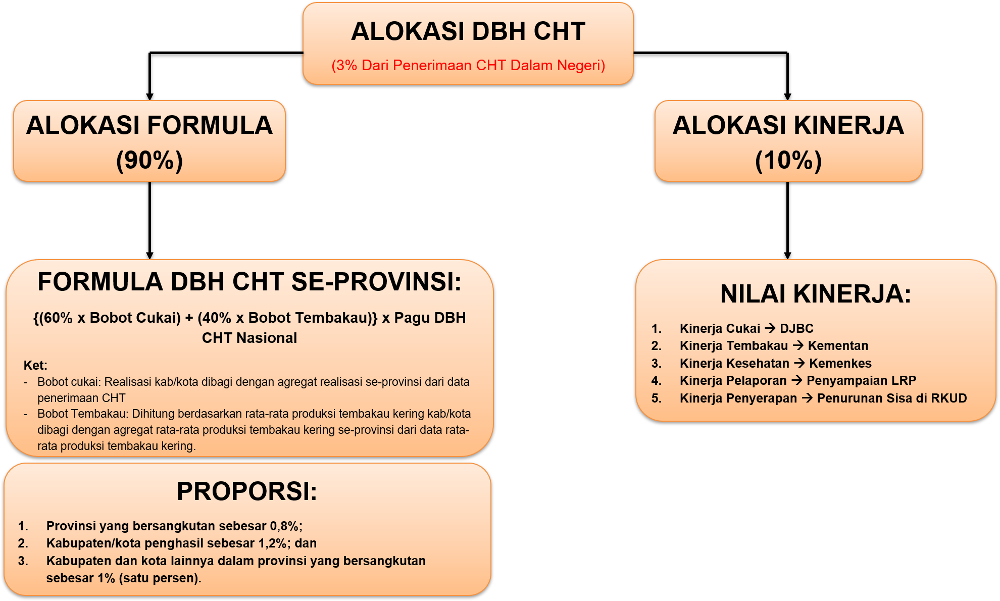 ALOKASI DBH CHT
(3% Dari Penerimaan CHT Dalam Negeri)
ALOKASI FORMULA
(90%)
ALOKASI KINERJA
(10%)
FORMULA DBH CHT SE-PROVINSI:
{(60% x Bobot Cukai) + (40% x Bobot Tembakau)} x Pagu DBH
CHT Nasional
Ket:
- Bobot cukai: Realisasi kab/kota dibagi dengan agregat realisasi se-provinsi dari data
penerimaan CHT
- Bobot Tembakau: Dihitung berdasarkan rata-rata produksi tembakau kering kab/kota
dibagi dengan agregat rata-rata produksi tembakau kering se-provinsi dari data rata-
rata produksi tembakau kering.
NILAI KINERJA:
1. Kinerja Cukai → DJBC
2. Kinerja Tembakau → Kementan
3. Kinerja Kesehatan → Kemenkes
4. Kinerja Pelaporan → Penyampaian LRP
5. Kinerja Penyerapan → Penurunan Sisa di RKUD
PROPORSI:
1. Provinsi yang bersangkutan sebesar 0,8%;
2. Kabupaten/kota penghasil sebesar 1,2%; dan
3. Kabupaten dan kota lainnya dalam provinsi yang bersangkutan
sebesar 1% (satu persen).